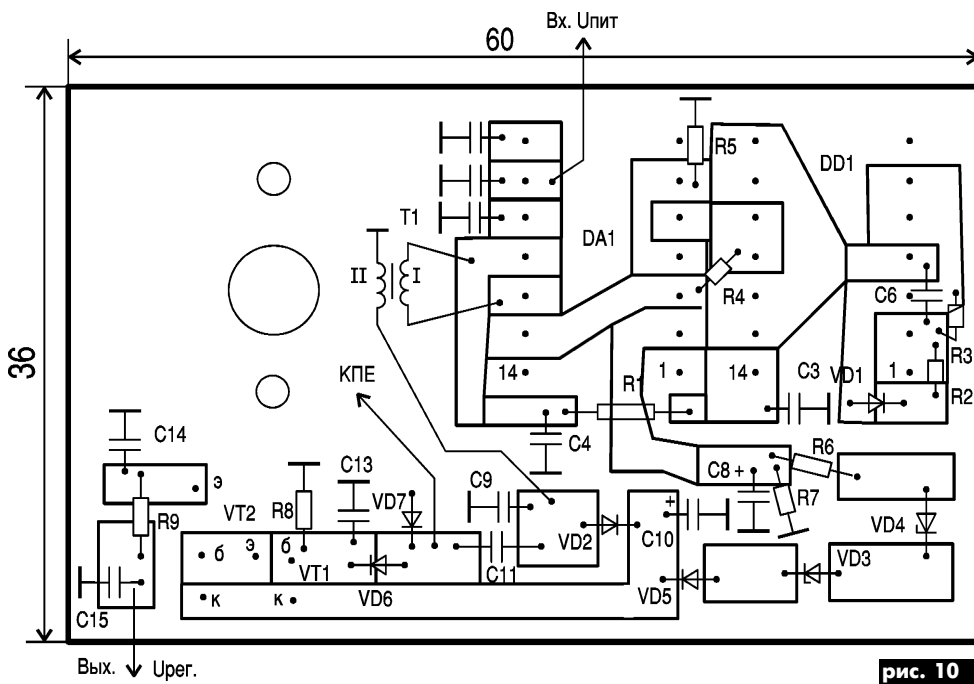 Вх. Uпит
60
36
R5
DD1
T1
DA1
II
I
R4
C6
R3
КПЕ
14
R1
1
14
C3
VD1
1
R2
C14
C4
R6
э
C13
C9
C8
+
R7
R9
VT2
R8
VD7
+
VD4
б
э
б
VD2
C10
VT1
C11
VD3
C15
к
к
VD6
VD5
Вых.
Uрег.
рис. 10